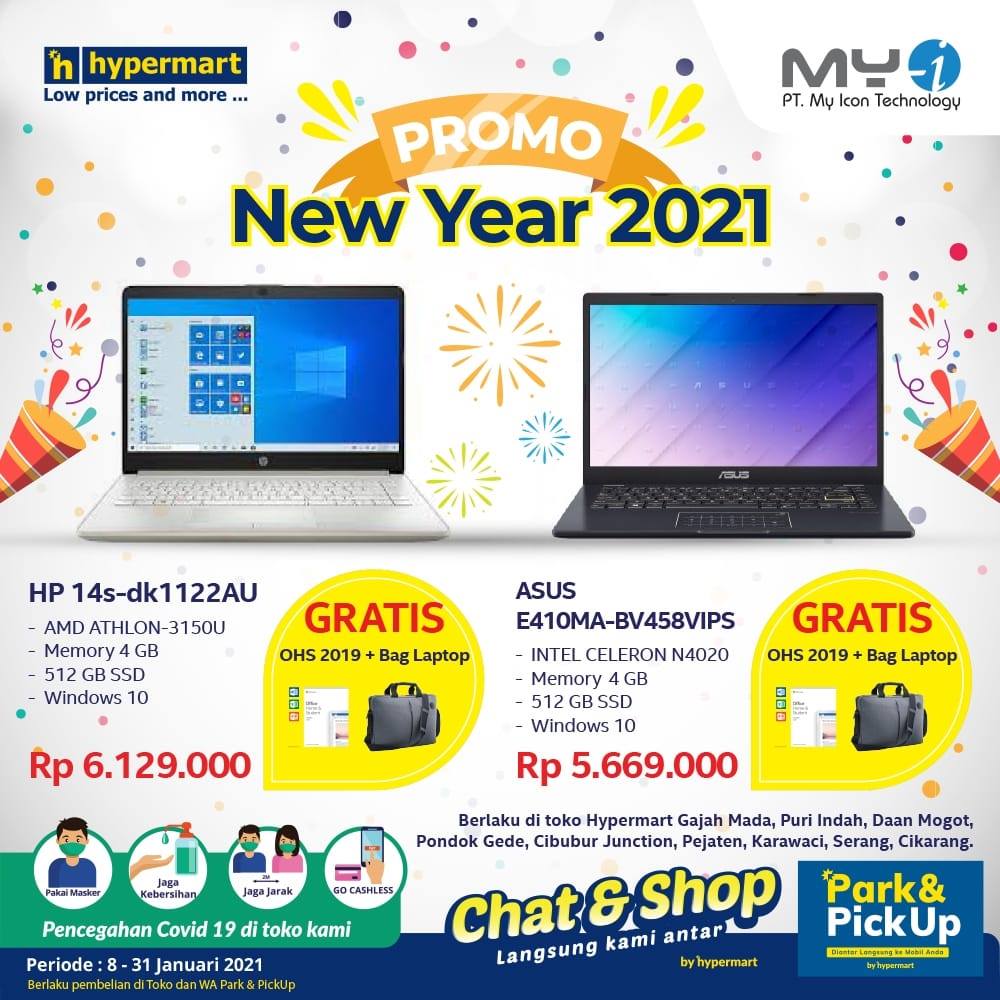 hypermart
Low prices and more ...
MY-i
PT. My Icon Technology
PROMO
New Year 2021
ASUS
HP 14s-dk1122AU
- AMD ATHLON-3150U
- Memory 4 GB
- 512 GB SSD
- Windows 10
Rp 6.129.000
GRATIS
OHS 2019 + Bag Laptop
Office
ASUS
E410MA-BV458VIPS
- INTEL CELERON N4020
- Memory 4 GB
- 512 GB SSD
- Windows 10
Rp 5.669.000
GRATIS
OHS 2019 + Bag Laptop
Office
Berlaku di toko Hypermart Gajah Mada, Puri Indah, Daan Mogot,
Pondok Gede, Cibubur Junction, Pejaten, Karawaci, Serang, Cikarang.
Pakai Masker
Jaga
Kebersihan
2M
Jaga Jarak
GO CASHLESS
Pencegahan Covid 19 di toko kami
Periode : 8 - 31 Januari 2021
Berlaku pembelian di Toko dan WA Park & PickUp
Chat & Shop
Langsung kami antar
by hypermart
Park&
PickUp
Diantar Langsung ke Mobil Anda
by hypermart